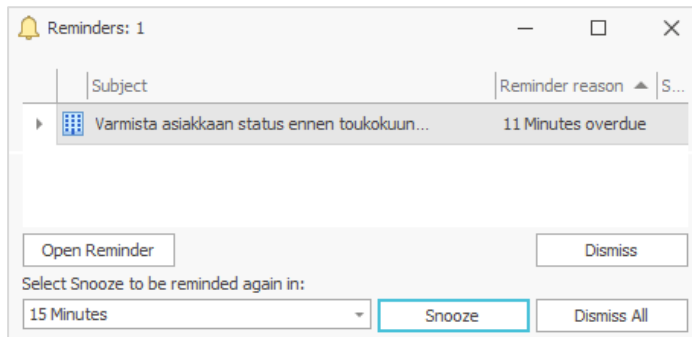 Reminders: 1
Subject Reminder reason S...
Varmista asiakkaan status ennen toukokuun... 11 Minutes overdue
Open Reminder Dismiss
Select Snooze to be reminded again in:
15 Minutes Snooze Dismiss All